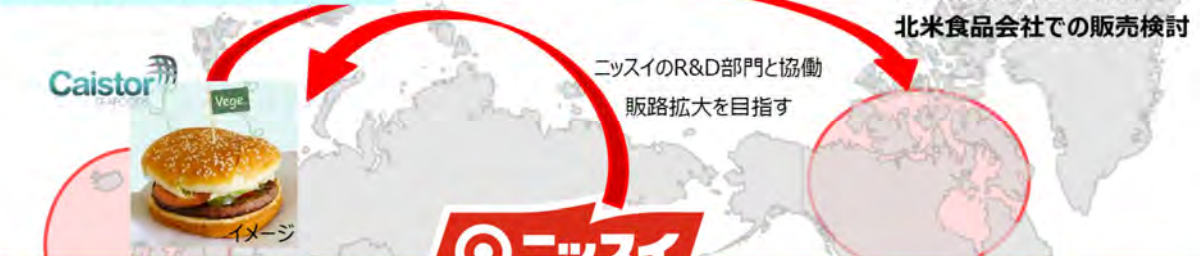 北米食品会社での販売検討
Caistor
SEAFOODS
Vege.
ニッスイのR&D部門と協働
販路拡大を目指す
イメージ
ニッスイ